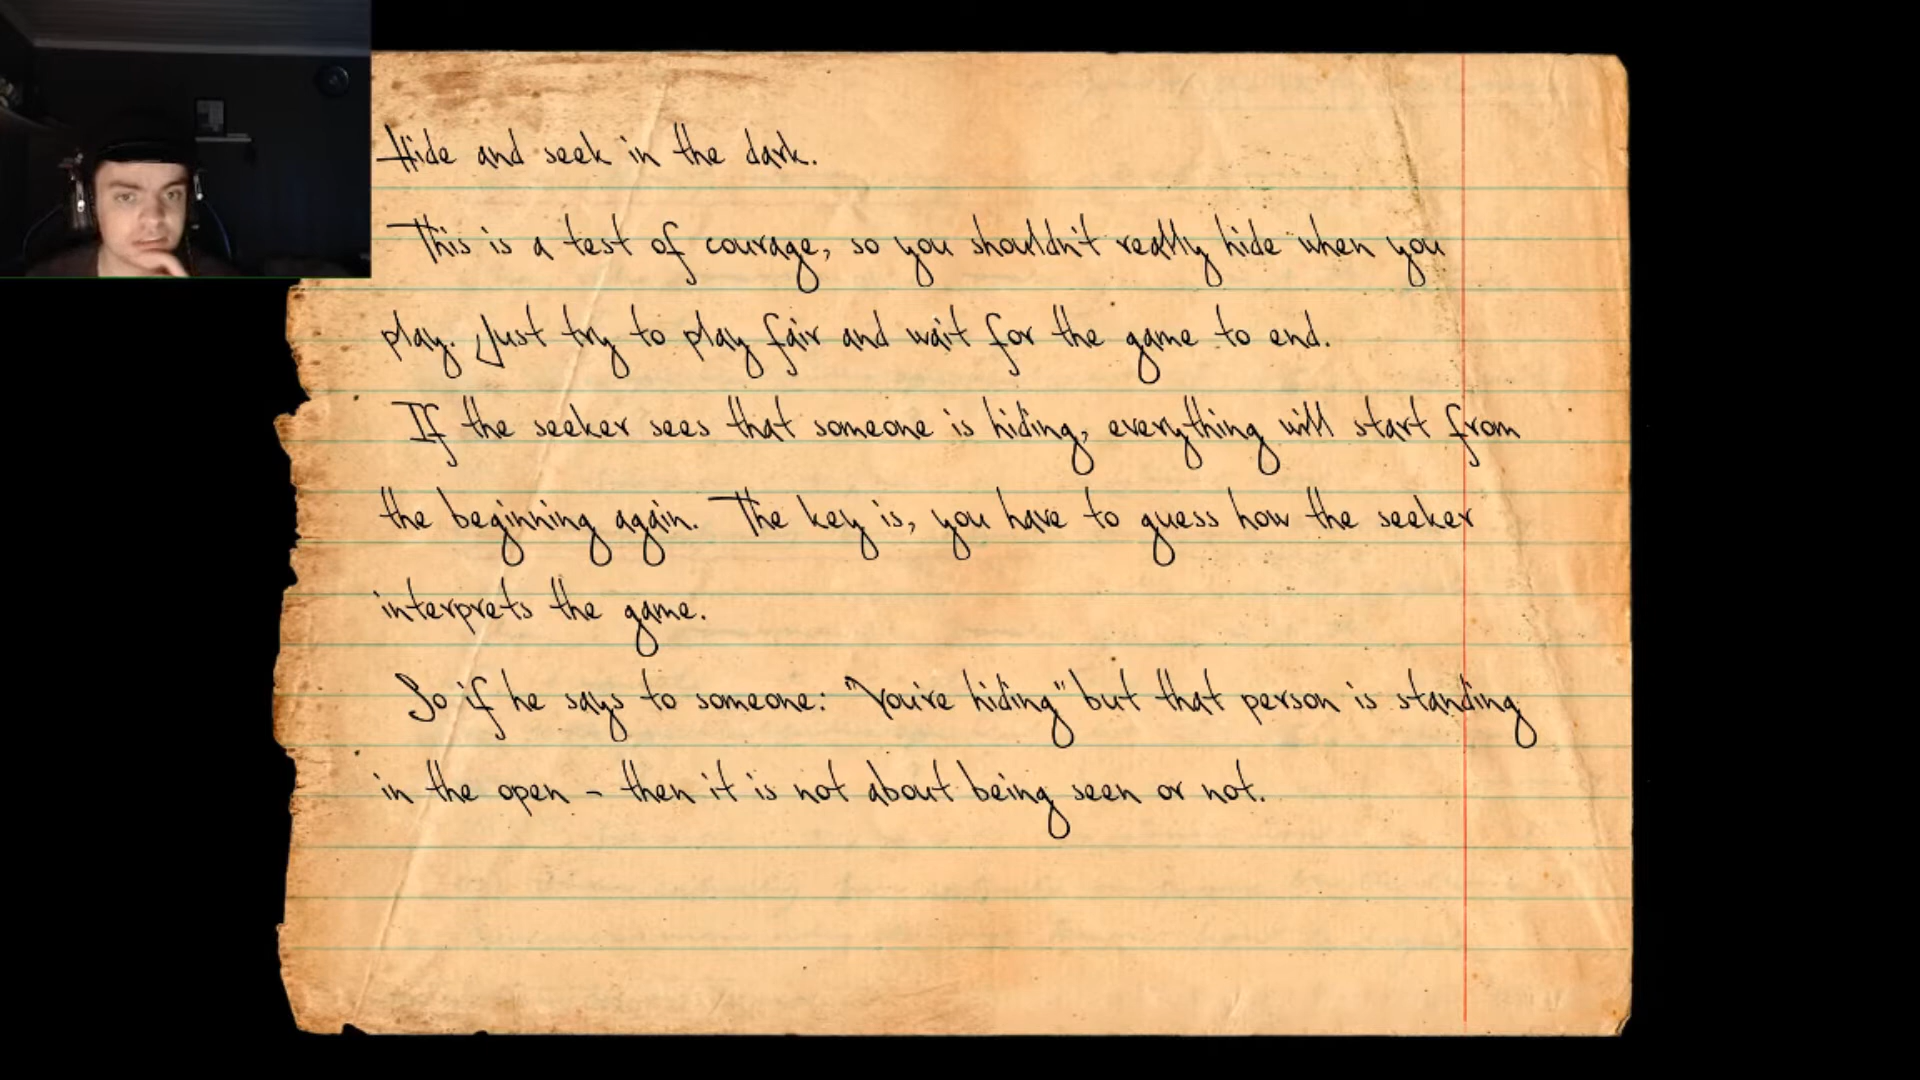 Hide and seek in the dark.
This is a test of courage, so you shouldn't really hide when you
play. Just try to play fair and wait for the game to end.
If the seeker sees that someone is hiding, everything will start from
the beginning again. The key is, you have to guess how the seeker
interprets the game.
So if he says to someone: "You're hiding" but that person is standing
in the open - then it is not about being seen or not.